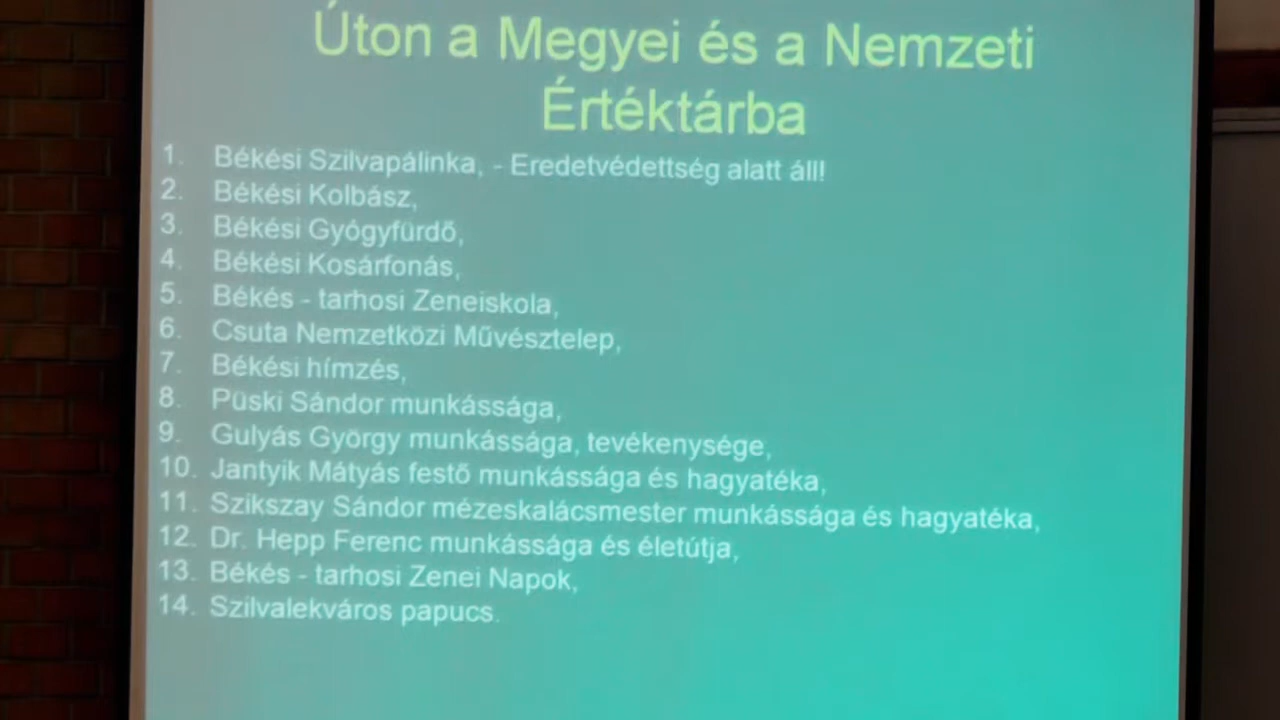 Úton a Megyei és a Nemzeti
Értéktárba
1. Békési Szilvapálinka, - Eredetvédettség alatt áll!
2. Békési Kolbász,
3. Békési Gyógyfürdő,
4. Békési Kosárfonás,
5. Békés - tarhosi Zeneiskola,
6. Csuta Nemzetközi Művésztelep,
7. Békési hímzés,
8. Püski Sándor munkássága,
9. Gulyás György munkássága, tevékenysége,
10. Jantyik Mátyás festő munkássága és hagyatéka,
11. Szikszay Sándor mézeskalácsmester munkássága és hagyatéka,
12. Dr. Hepp Ferenc munkássága és életútja,
13. Békés - tarhosi Zenei Napok,
14. Szilvalekváros papucs.